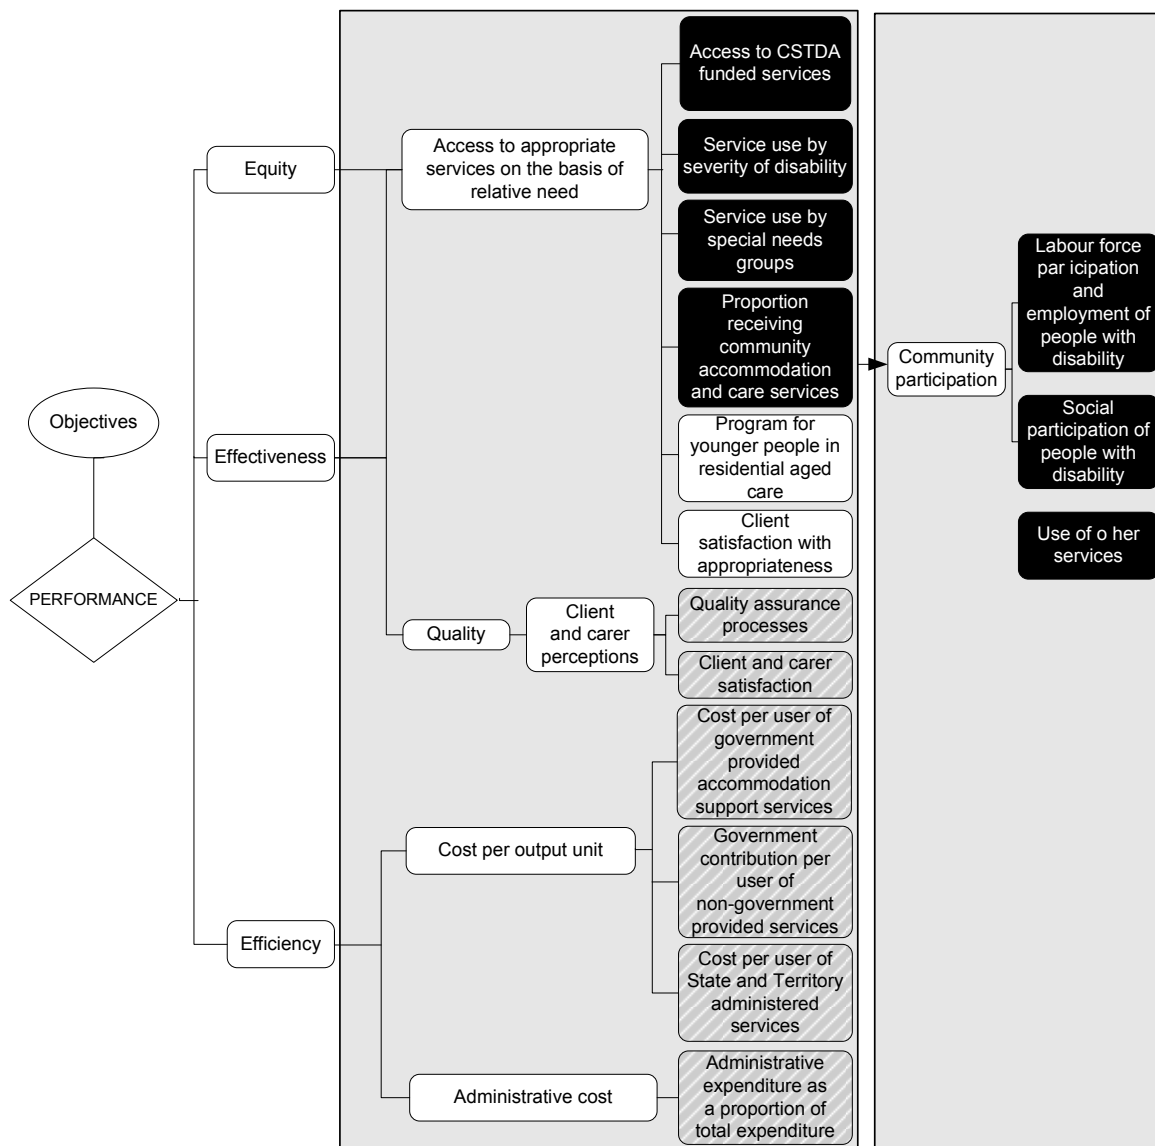 Objectives
PERFORMANCE
Equity
Effectiveness
Efficiency
Access to appropriate
services on the basis of
relative need
Quality
Client
and carer
perceptions
Cost per output unit
Administrative cost
Access to CSTDA
funded services
Service use by
severity of disability
Service use by
special needs
groups
Proportion
receiving
community
accommodation
and care services
Program for
younger people in
residential aged
care
Client
satisfaction with
appropriateness
Quality assurance
processes
Client and carer
satisfaction
Cost per user of
government
provided
accommodation
support services
Government
contribution per
user of
non-government
provided services
Cost per user of
State and Territory
administered
services
Administrative
expenditure as
a proportion of
total expenditure
Community
participation
Labour force
par icipation
and
employment of
people with
disability
Social
participation of
people with
disability
Use of o her
services